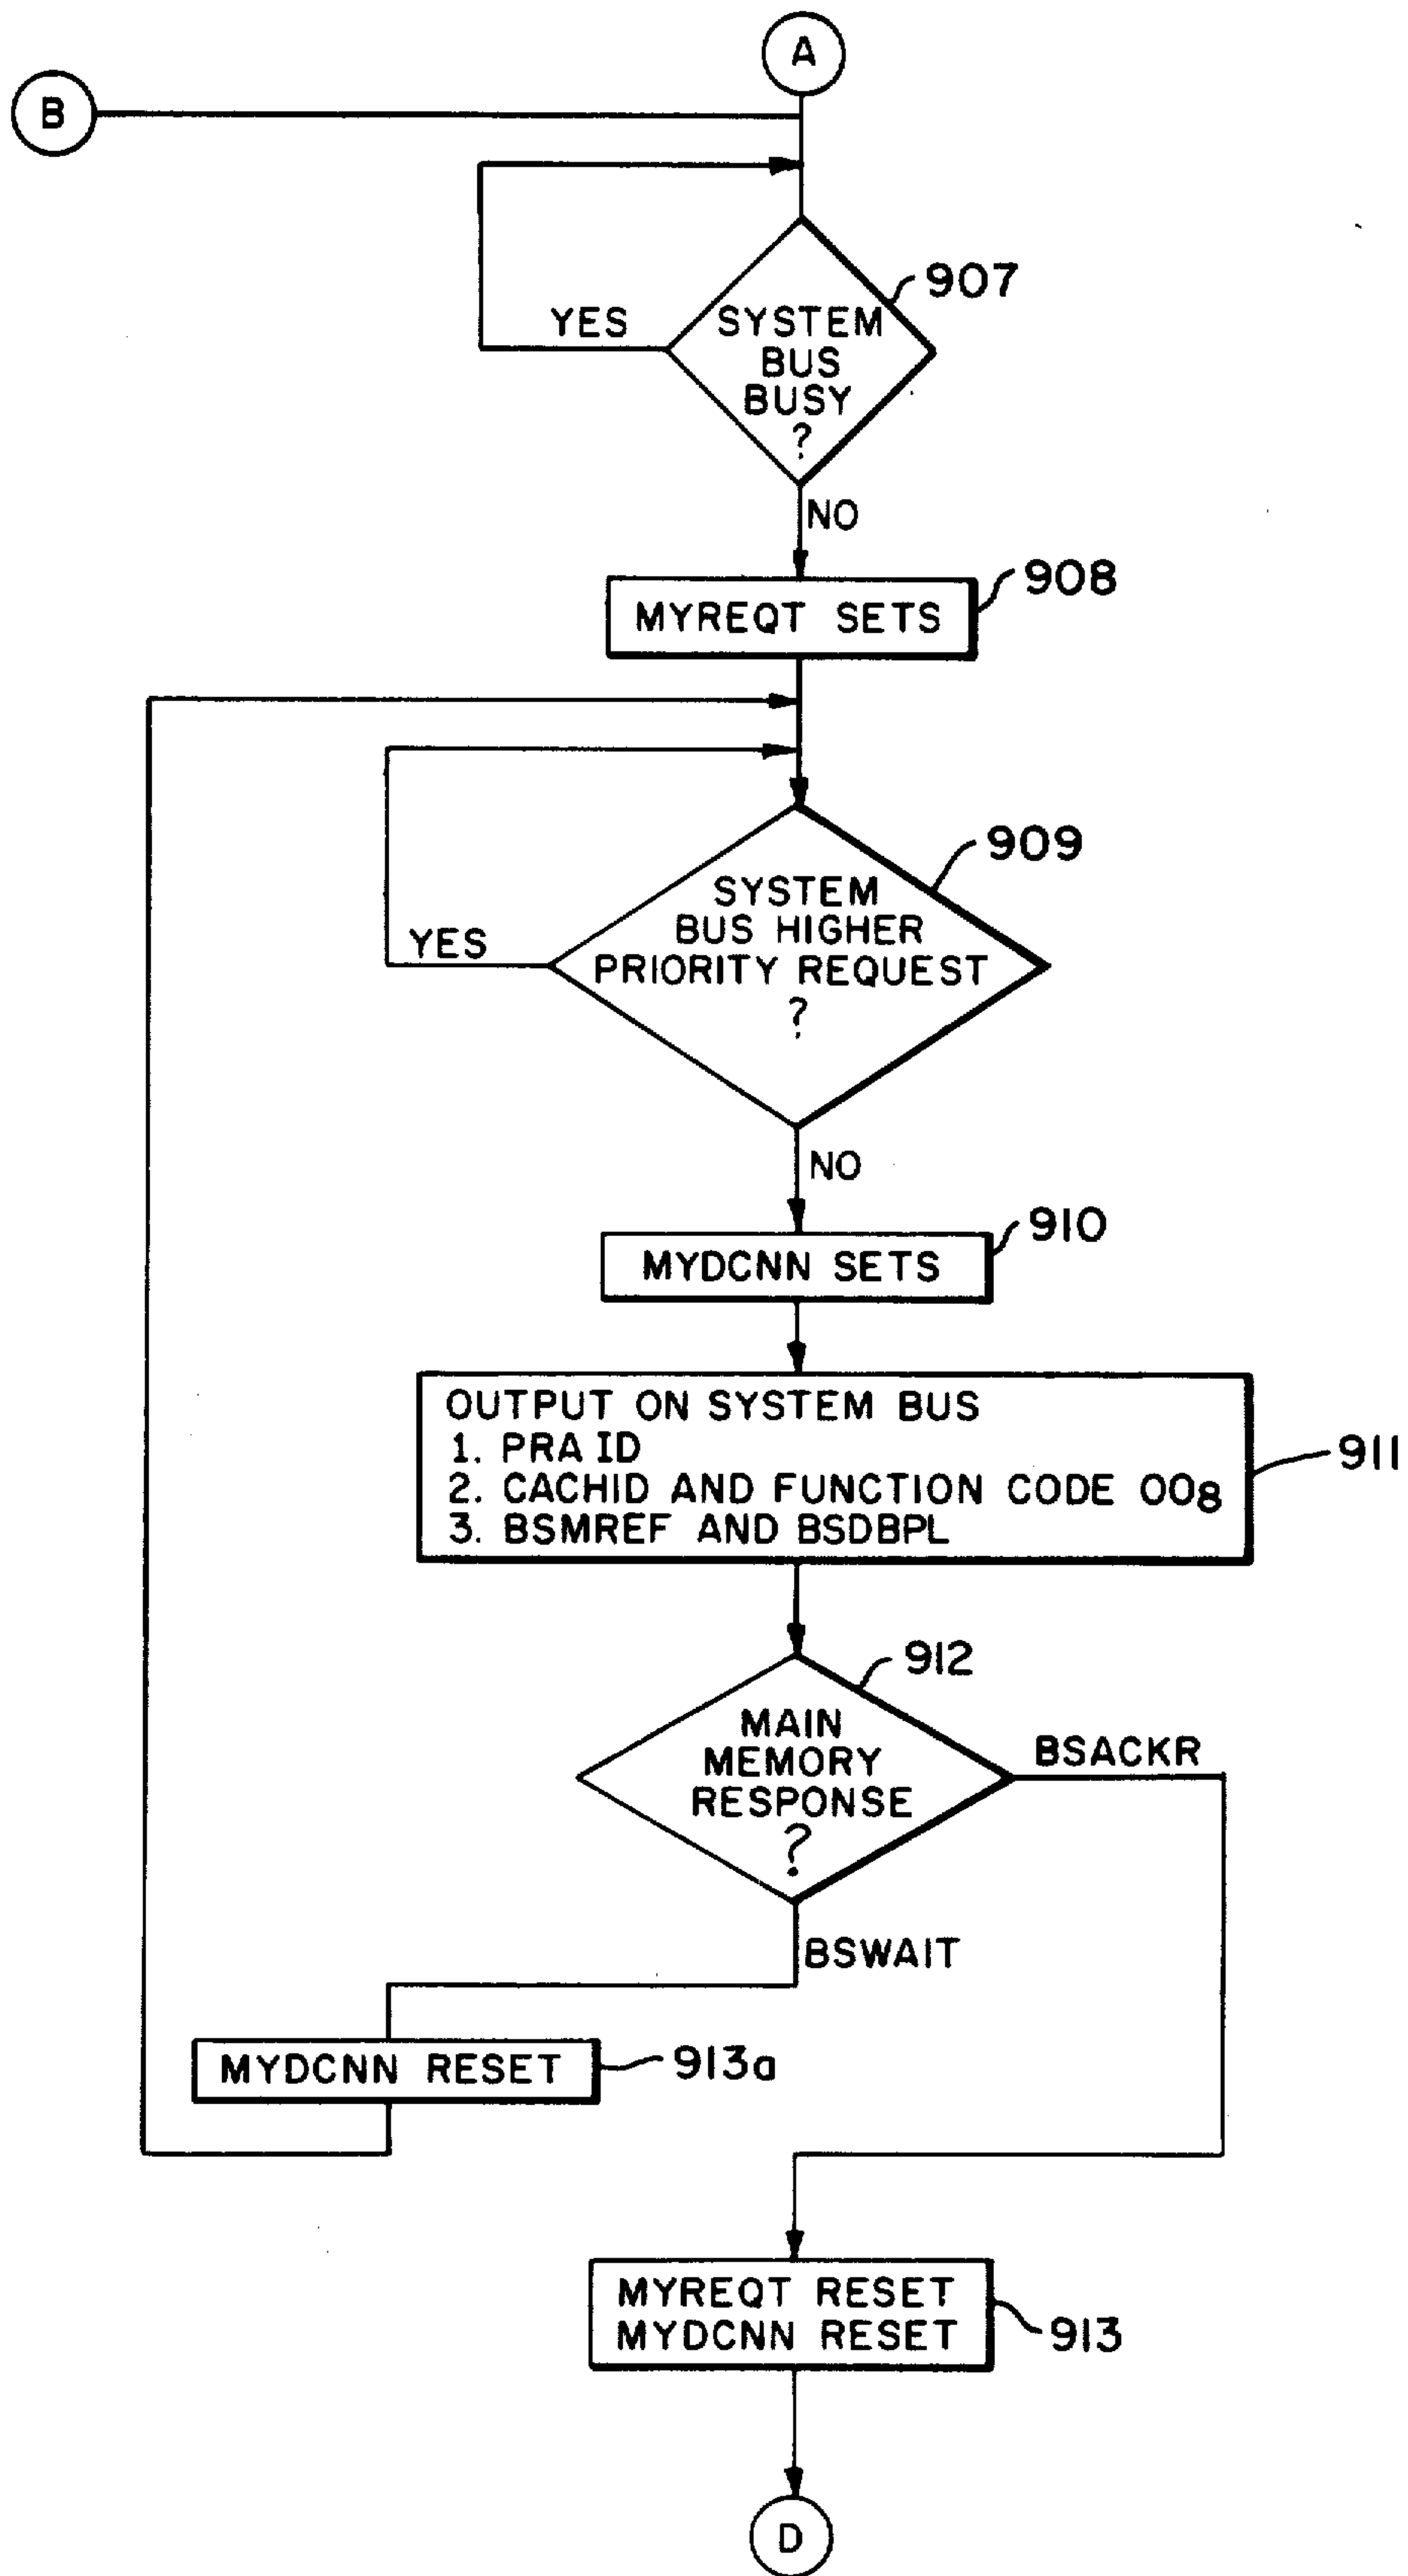 A
B
907
YES
SYSTEM
BUS
BUSY
?
NO
908
MYREQT SETS
909
SYSTEM
BUS HIGHER
PRIORITY REQUEST
?
YES
NO
910
MYDCNN SETS
OUTPUT ON SYSTEM BUS
1. PRA ID
2. CACHID AND FUNCTION CODE 00₈
3. BSMREF AND BSDBPL
911
912
MAIN
MEMORY
RESPONSE
?
BSACKR
BSWAIT
MYDCNN RESET
913a
MYREQT RESET
MYDCNN RESET
913
D